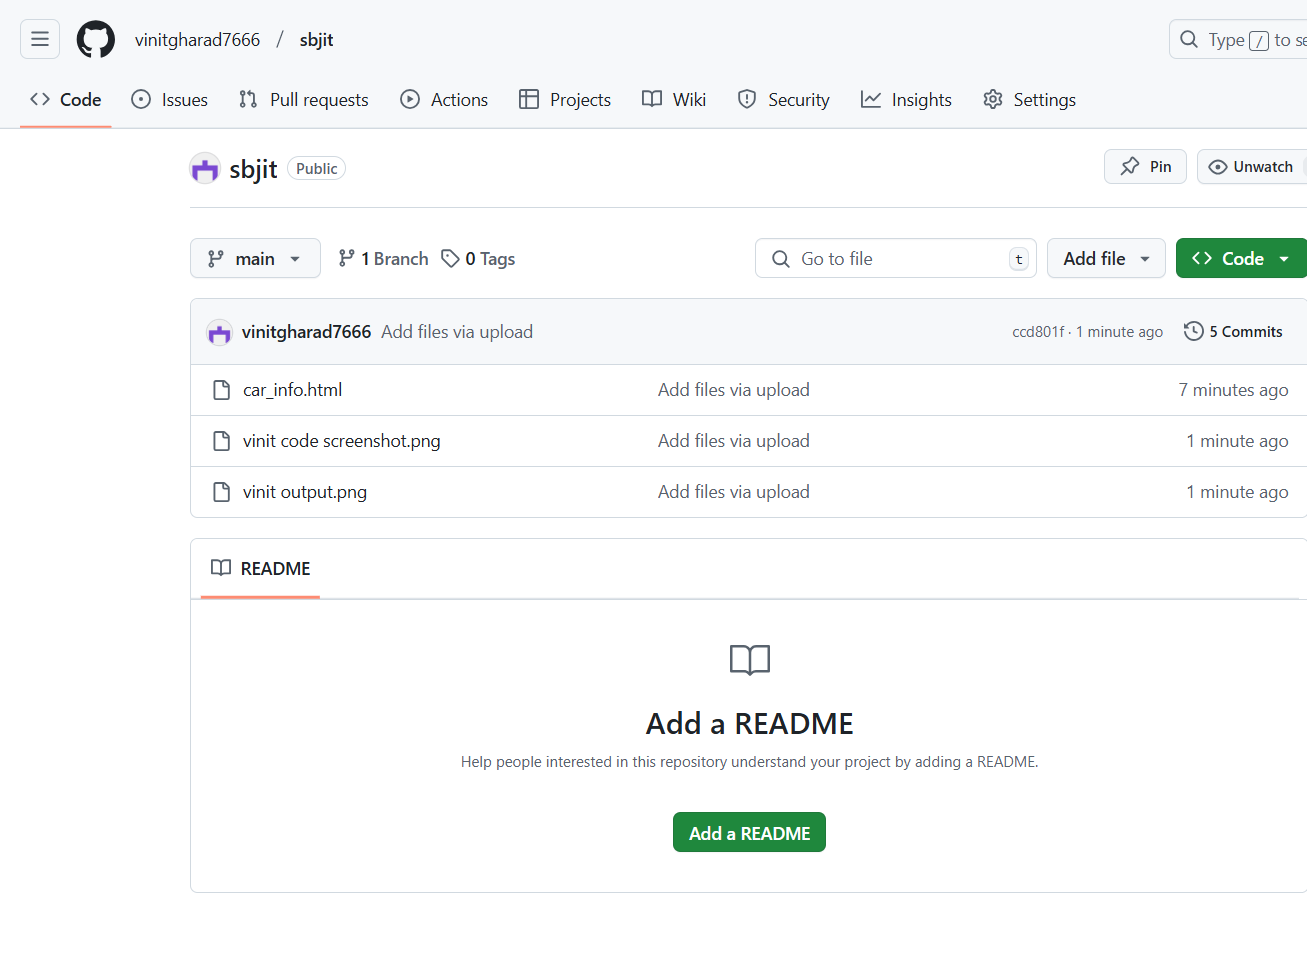 vinitgharad7666 / sbjit
Type / to se
Code Issues Pull requests Actions Projects Wiki Security Insights Settings
sbjit Public Pin Unwatch
main 1 Branch 0 Tags Go to file t Add file Code
vinitgharad7666 Add files via upload ccd801f · 1 minute ago 5 Commits
car_info.html Add files via upload 7 minutes ago
vinit code screenshot.png Add files via upload 1 minute ago
vinit output.png Add files via upload 1 minute ago
README
Add a README
Help people interested in this repository understand your project by adding a README.
Add a README